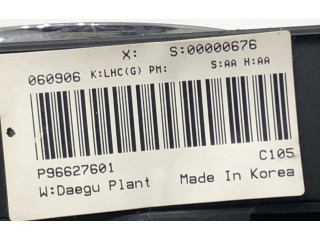 X: S:00000676
060906 K:LHC(G) PM: S:AA H:AA
P96627601 C105
W:Daegu Plant Made In Korea